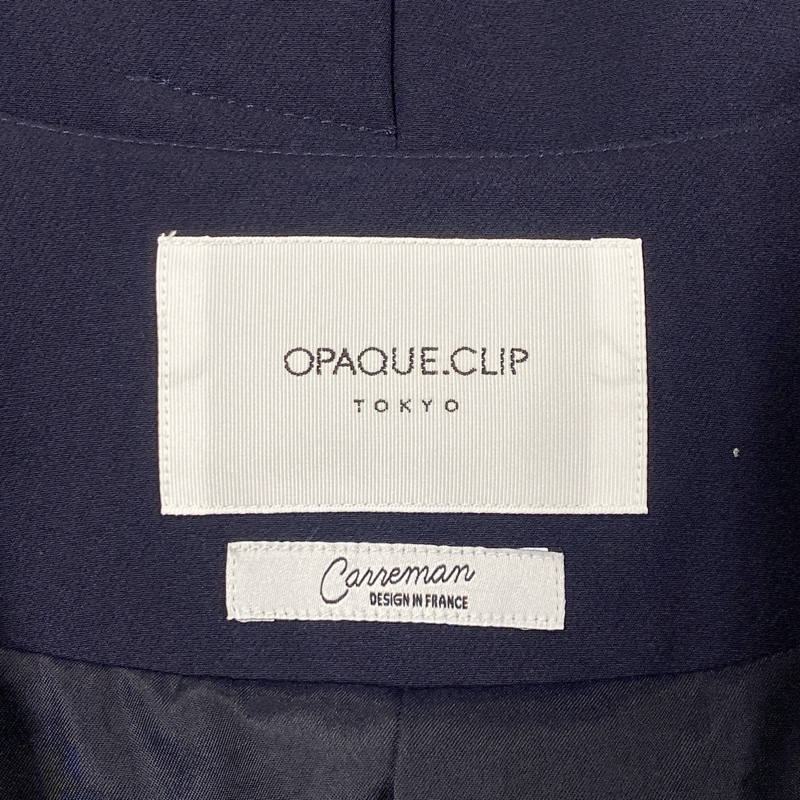 OPAQUE.CLIP
TOKYO
Carreman
DESIGN IN FRANCE